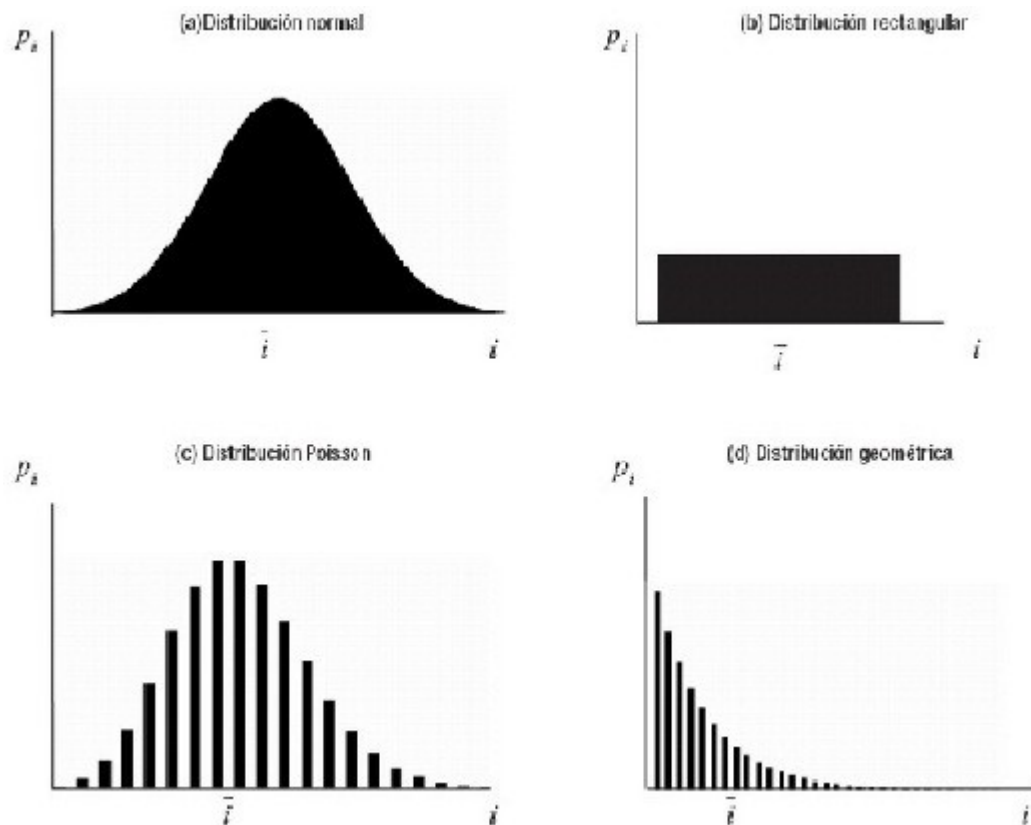 (a)Distribución normal
p_i
ī
i
(b) Distribución rectangular
p_i
ī
i
(c) Distribución Poisson
p_i
ī
i
(d) Distribución geométrica
p_i
ī
i